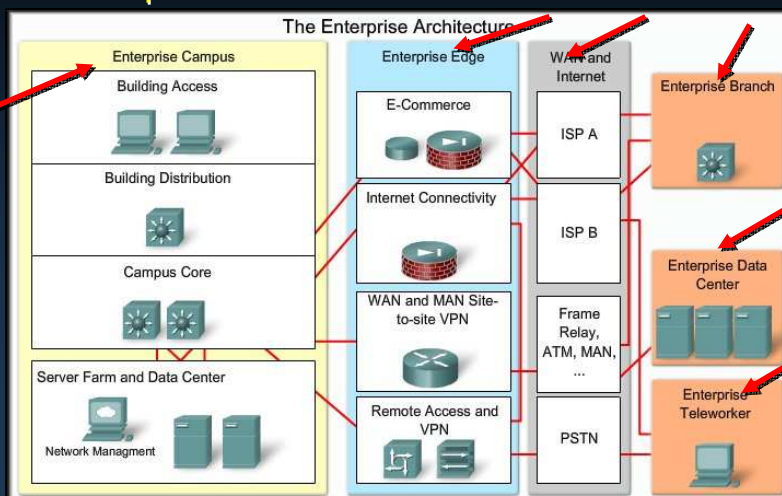 The Enterprise Architecture
Enterprise Campus
Building Access
Building Distribution
Campus Core
Server Farm and Data Center
Network Managment
Enterprise Edge
E-Commerce
Internet Connectivity
WAN and MAN Site-
to-site VPN
Remote Access and
VPN
WAN and
Internet
ISP A
ISP B
Frame
Relay,
ATM, MAN,
...
PSTN
Enterprise Branch
Enterprise Data
Center
Enterprise
Teleworker